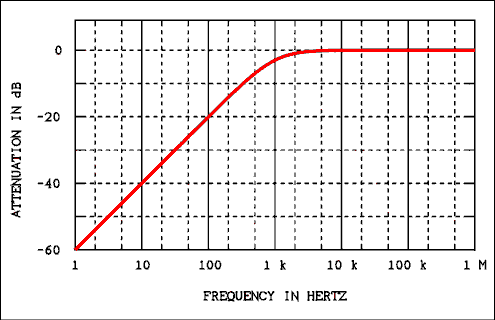 0
-20
-40
-60
ATTENUATION IN dB
1 10 100 1 k 10 k 100 k 1 M
FREQUENCY IN HERTZ